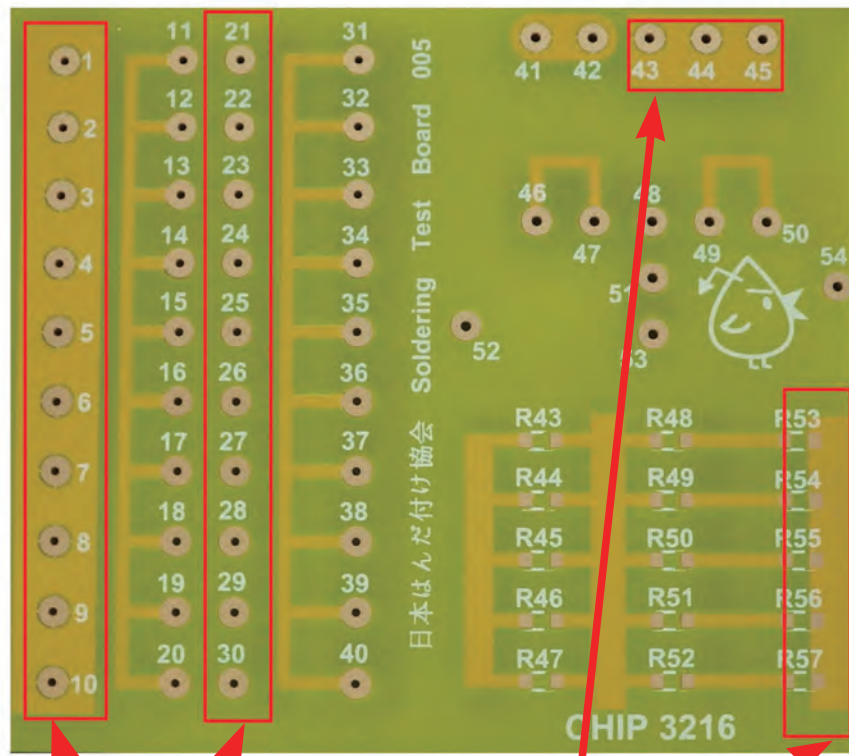 11 21 31
1
12 22 32
2
13 23 33
3
14 24 34
4
15 25 35
5
16 26 36
6
17 27 37
7
18 28 38
8
19 29 39
9
20 30 40
10
日本はんだ付け協会 Soldering Test Board 005
41 42 43 44 45
46 48
47 49 50
51 54
52 53
R43 R48 R53
R44 R49 R54
R45 R50 R55
R46 R51 R56
R47 R52 R57
CHIP 3216